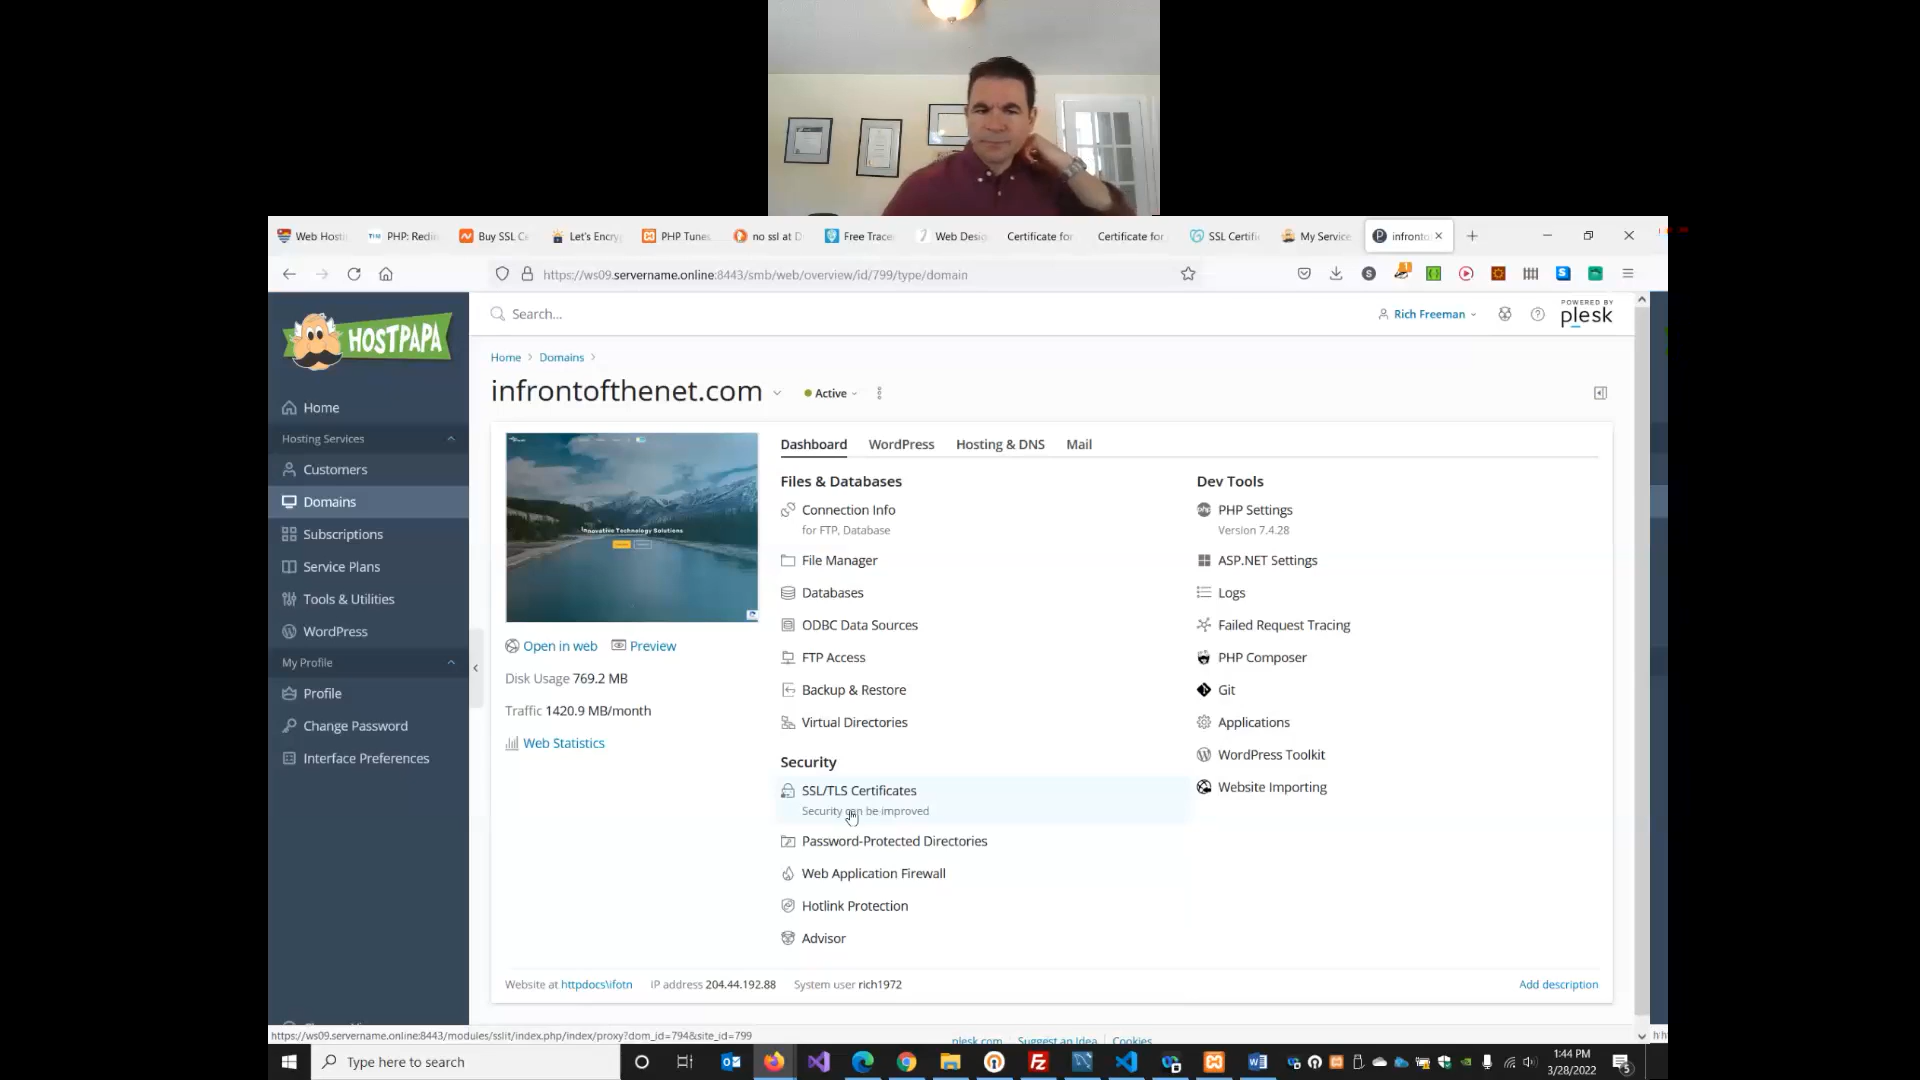 Web Hosti
PHP: Redir
Buy SSL Ce
Let's Encry
PHP Tunes
no ssl at D
Free Trace
Web Desig
Certificate for
Certificate for
SSL Certifi
My Service
infronto
https://ws09.servername.online:8443/smb/web/overview/id/799/type/domain
HOSTPAPA
Search...
Rich Freeman
POWERED BY
plesk
Home
Hosting Services
Customers
Domains
Subscriptions
Service Plans
Tools & Utilities
WordPress
My Profile
Profile
Change Password
Interface Preferences
Home > Domains >
infrontofthenet.com
Active
Innovative Technology Solutions
Open in web
Preview
Disk Usage 769.2 MB
Traffic 1420.9 MB/month
Web Statistics
Dashboard
WordPress
Hosting & DNS
Mail
Files & Databases
Connection Info
for FTP, Database
File Manager
Databases
ODBC Data Sources
FTP Access
Backup & Restore
Virtual Directories
Security
SSL/TLS Certificates
Security can be improved
Password-Protected Directories
Web Application Firewall
Hotlink Protection
Advisor
Dev Tools
PHP Settings
Version 7.4.28
ASP.NET Settings
Logs
Failed Request Tracing
PHP Composer
Git
Applications
WordPress Toolkit
Website Importing
Website at httpdocs\ifotn
IP address 204.44.192.88
System user rich1972
Add description
https://ws09.servername.online:8443/modules/sslit/index.php/index/proxy?dom_id=794&site_id=799
plesk.com
Suggest an Idea
Cookies
Type here to search
1:44 PM
3/28/2022
5